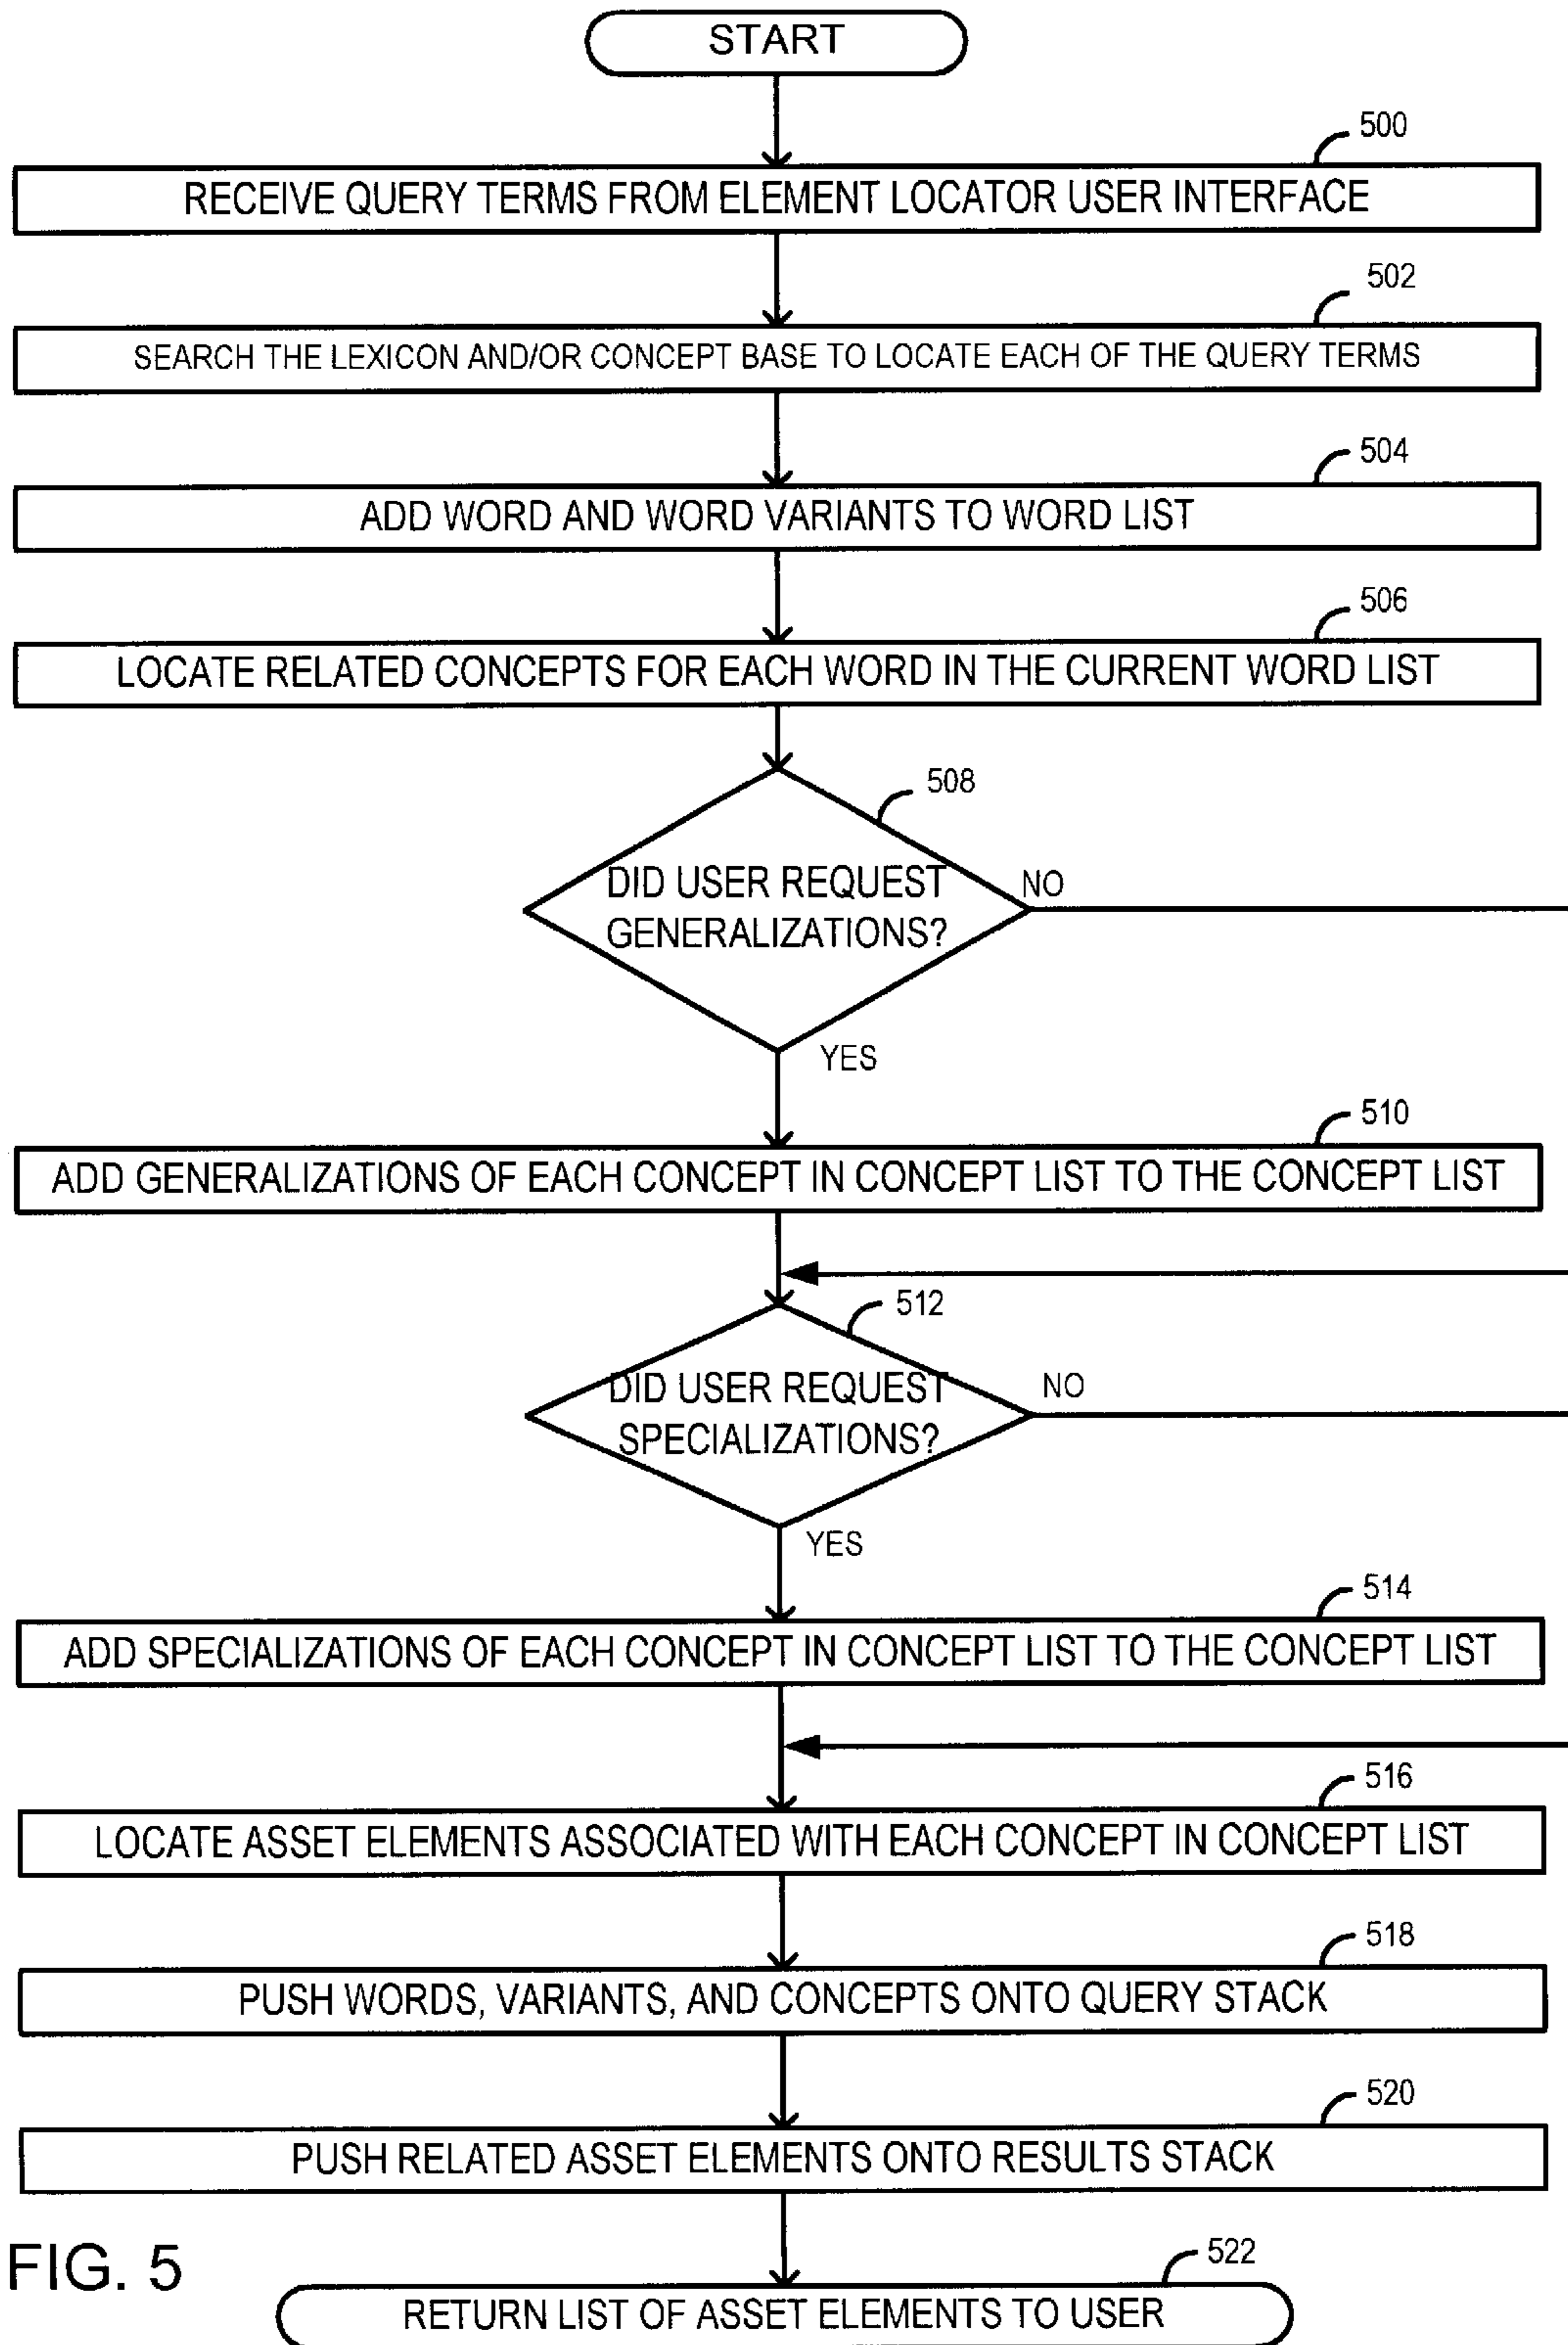 START
500
RECEIVE QUERY TERMS FROM ELEMENT LOCATOR USER INTERFACE
502
SEARCH THE LEXICON AND/OR CONCEPT BASE TO LOCATE EACH OF THE QUERY TERMS
504
ADD WORD AND WORD VARIANTS TO WORD LIST
506
LOCATE RELATED CONCEPTS FOR EACH WORD IN THE CURRENT WORD LIST
508
DID USER REQUEST
GENERALIZATIONS?
NO
YES
510
ADD GENERALIZATIONS OF EACH CONCEPT IN CONCEPT LIST TO THE CONCEPT LIST
512
DID USER REQUEST
SPECIALIZATIONS?
NO
YES
514
ADD SPECIALIZATIONS OF EACH CONCEPT IN CONCEPT LIST TO THE CONCEPT LIST
516
LOCATE ASSET ELEMENTS ASSOCIATED WITH EACH CONCEPT IN CONCEPT LIST
518
PUSH WORDS, VARIANTS, AND CONCEPTS ONTO QUERY STACK
520
PUSH RELATED ASSET ELEMENTS ONTO RESULTS STACK
FIG. 5
522
RETURN LIST OF ASSET ELEMENTS TO USER